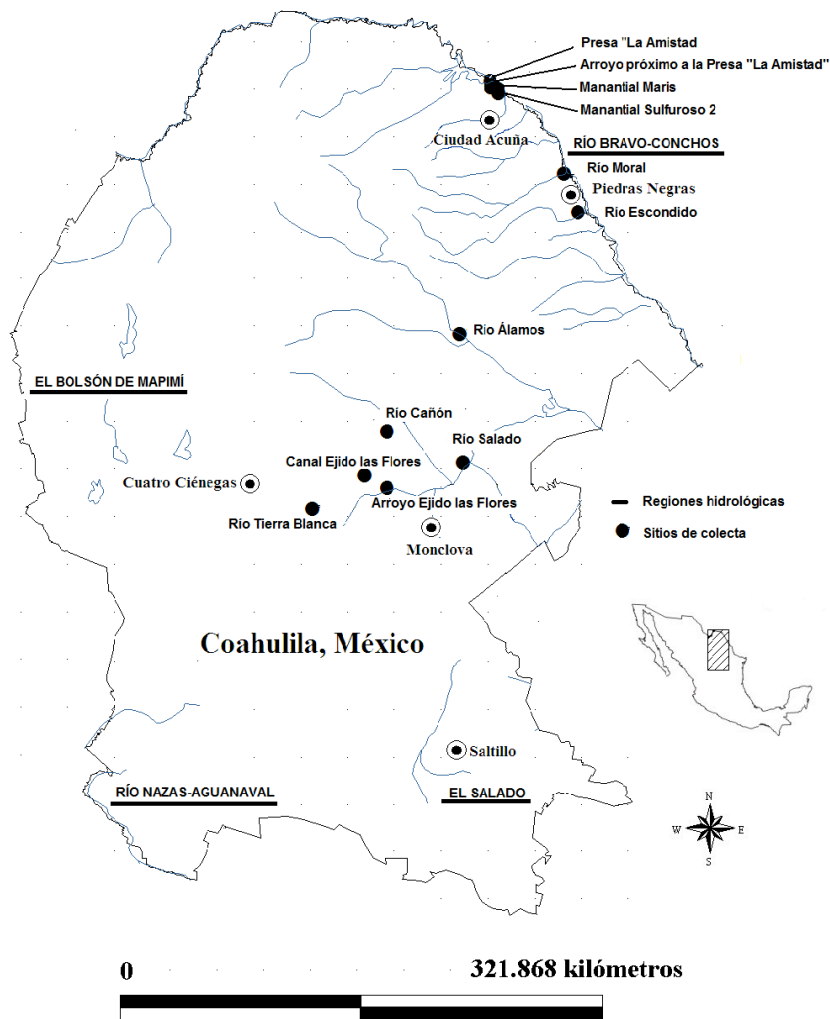 Presa "La Amistad
Arroyo próximo a la Presa "La Amistad"
Manantial Maris
Manantial Sulfuroso 2
Ciudad Acuña
RÍO BRAVO-CONCHOS
Río Moral
Piedras Negras
Río Escondido
Río Álamos
EL BOLSÓN DE MAPIMÍ
Río Cañón
Río Salado
Canal Ejido las Flores
Cuatro Ciénegas
Arroyo Ejido las Flores
Río Tierra Blanca
Monclova
Regiones hidrológicas
Sitios de colecta
Coahulila, México
Saltillo
RÍO NAZAS-AGUANAVAL
EL SALADO
N
W E
S
0 321.868 kilómetros